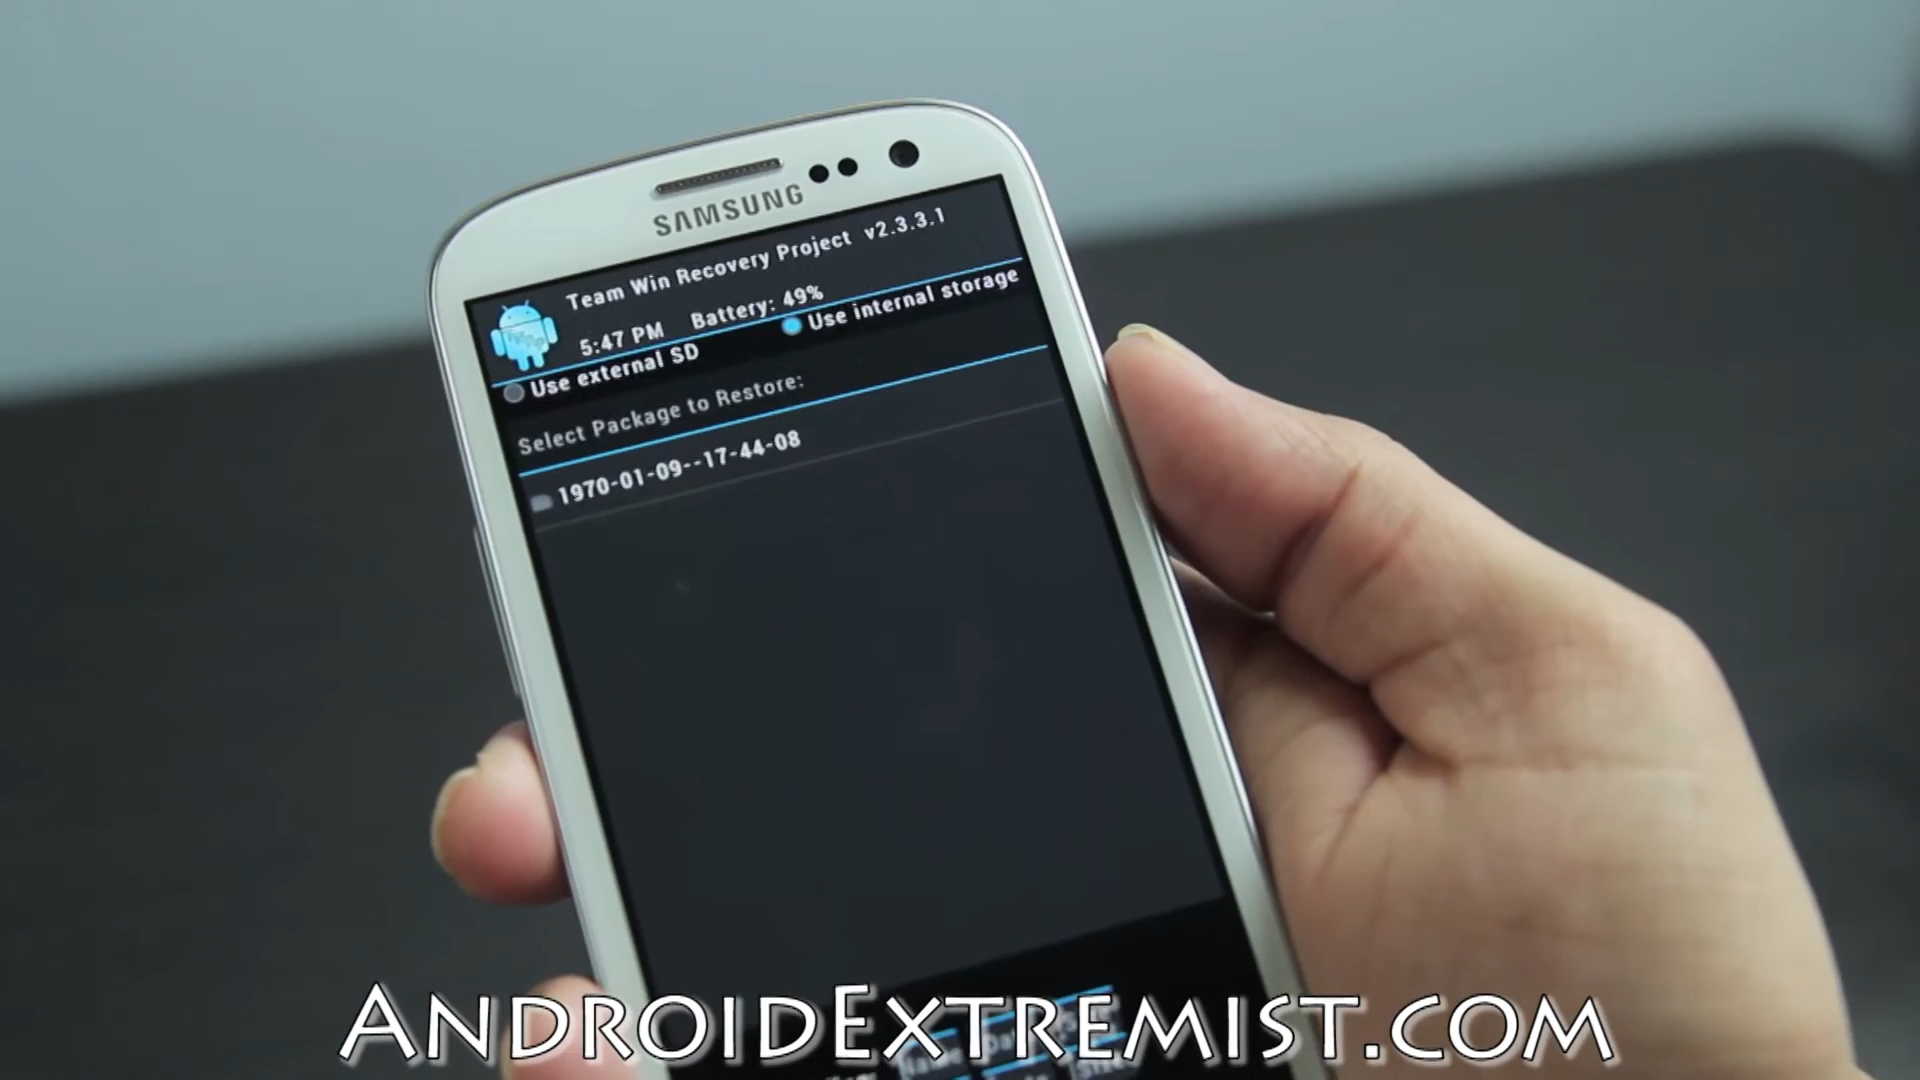 SAMSUNG
Team Win Recovery Project v2.3.3.1
5:47 PM Battery: 49%
Use external SD Use internal storage
Select Package to Restore:
1970-01-09--17-44-08
ANDROIDEXTREMIST.COM